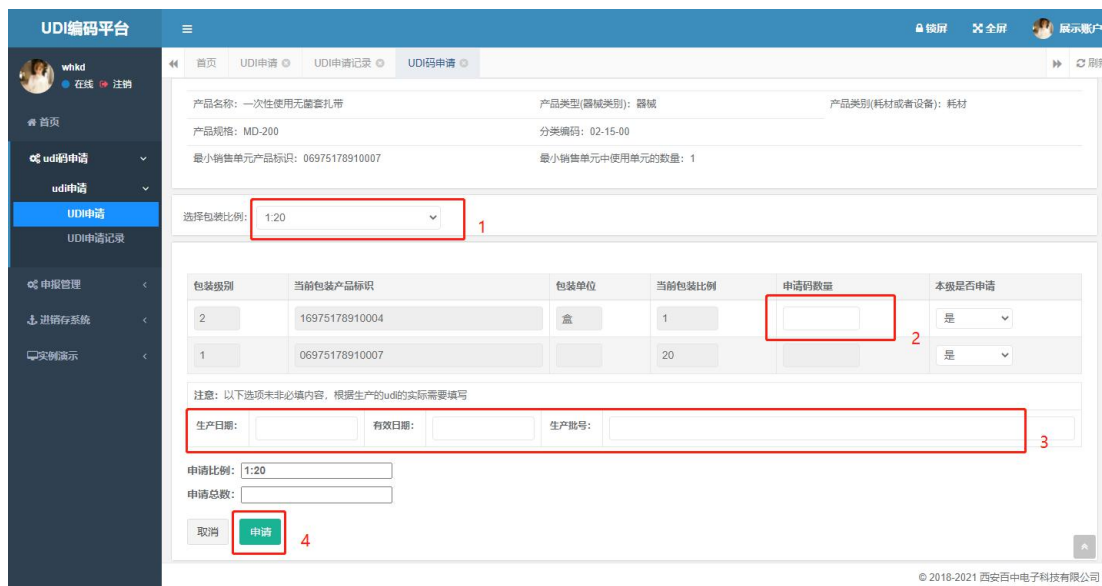 UDI编码平台
锁屏 全屏 展示账户
whkd
在线 注销
首页 UDI申请 UDI申请记录 UDI码申请
首页
udi码申请
udi申请
UDI申请
UDI申请记录
申报管理
进销存系统
实例演示
产品名称：一次性使用无菌套扎带 产品类型(器械类别)：器械 产品类别(耗材或者设备)：耗材
产品规格：MD-200 分类编码：02-15-00
最小销售单元产品标识：06975178910007 最小销售单元中使用单元的数量：1
选择包装比例： 1:20 1
包装级别 当前包装产品标识 包装单位 当前包装比例 申请码数量 本级是否申请
2 16975178910004 盒 1 是
2
1 06975178910007 20 是
注意：以下选项未非必填内容，根据生产的udi的实际需要填写
生产日期： 有效日期： 生产批号：
3
申请比例： 1:20
申请总数：
取消 申请 4
© 2018-2021 西安百中电子科技有限公司